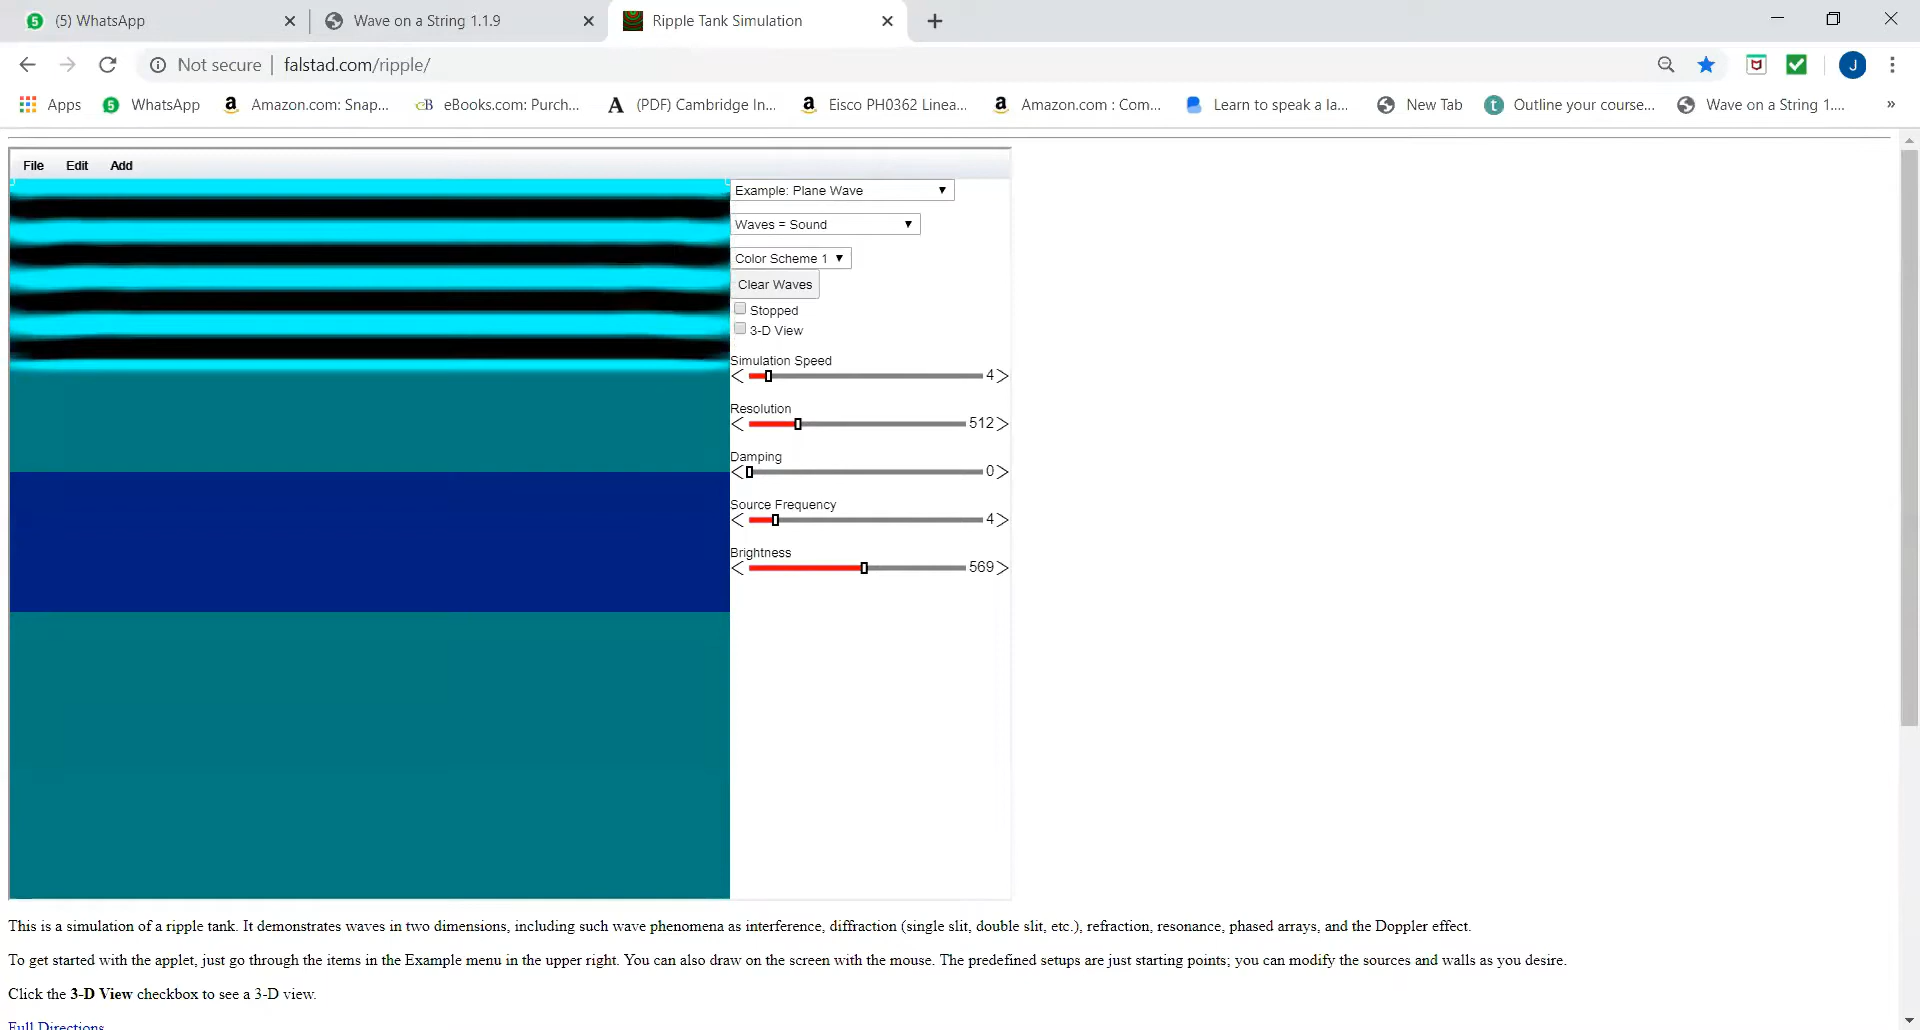 5 (5) WhatsApp
Wave on a String 1.1.9
Ripple Tank Simulation
Not secure | falstad.com/ripple/
J
Apps
5 WhatsApp
a Amazon.com: Snap...
eB eBooks.com: Purch...
A (PDF) Cambridge In...
a Eisco PH0362 Linea...
a Amazon.com : Com...
Learn to speak a la...
New Tab
t Outline your course...
Wave on a String 1....
»
File Edit Add
Example: Plane Wave
Waves = Sound
Color Scheme 1
Clear Waves
Stopped
3-D View
Simulation Speed
4
Resolution
512
Damping
0
Source Frequency
4
Brightness
569
This is a simulation of a ripple tank. It demonstrates waves in two dimensions, including such wave phenomena as interference, diffraction (single slit, double slit, etc.), refraction, resonance, phased arrays, and the Doppler effect.
To get started with the applet, just go through the items in the Example menu in the upper right. You can also draw on the screen with the mouse. The predefined setups are just starting points; you can modify the sources and walls as you desire.
Click the 3-D View checkbox to see a 3-D view.
Full Directions